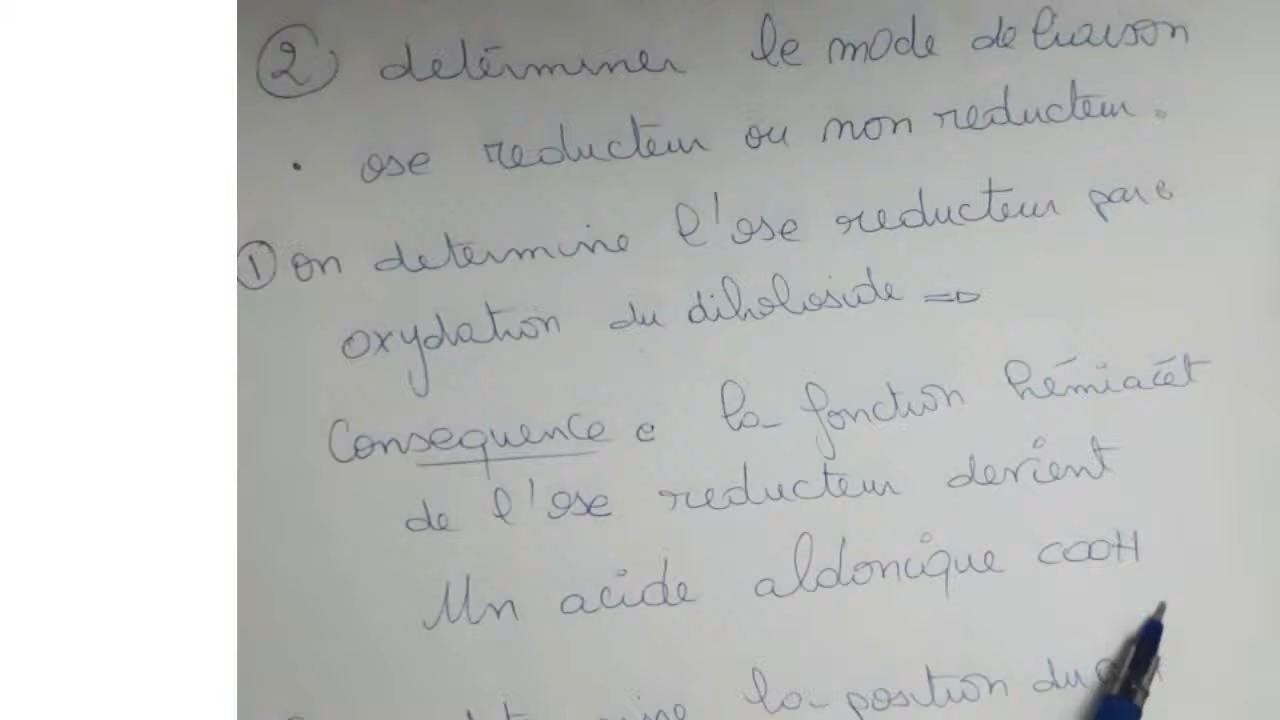 ② determiner le mode de liaison
• ose reducteur ou non reducteur.
① on determine l'ose reducteur par
oxydation du diholoside =>
Consequence : la fonction hémiacét
de l'ose reducteur devient
Un acide aldonique COOH
la position du